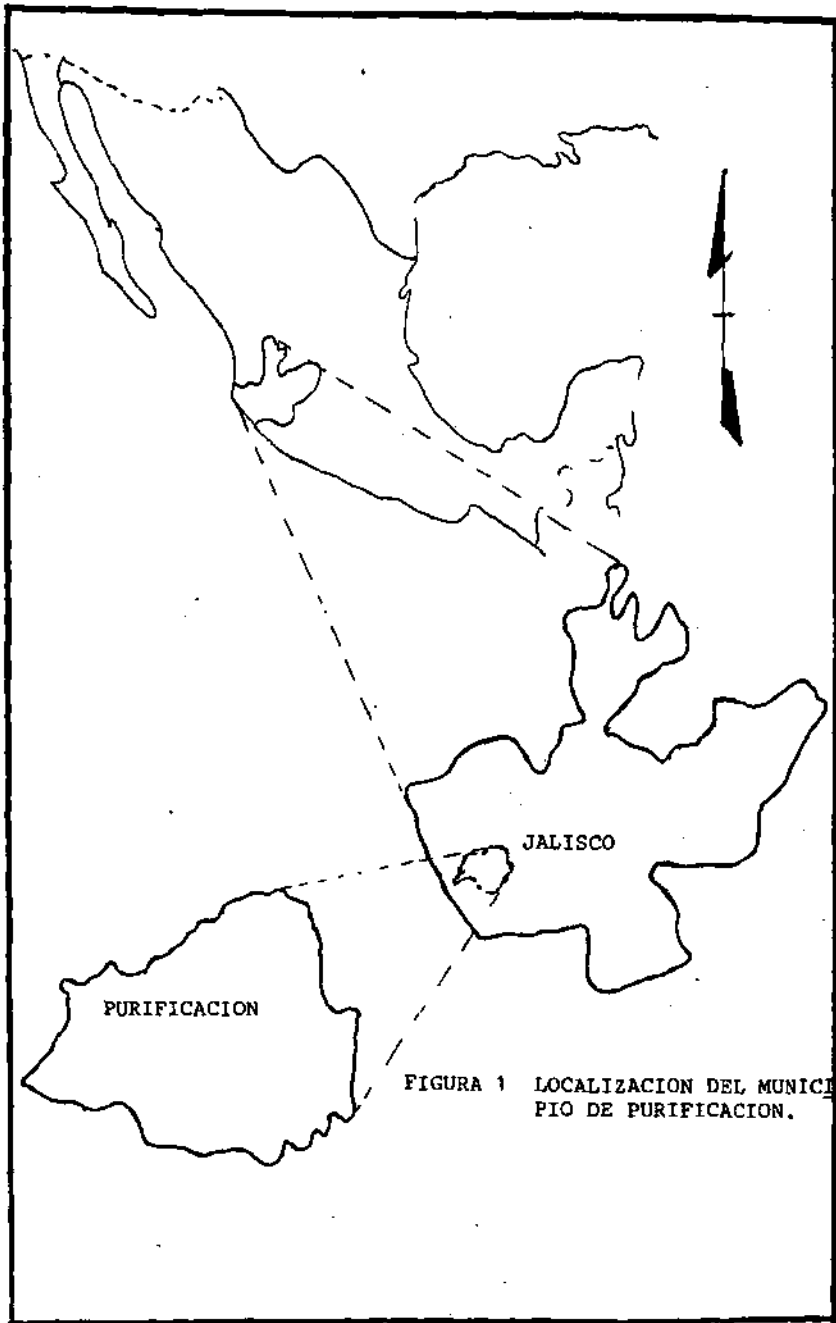 JALISCO
PURIFICACION
FIGURA 1 LOCALIZACION DEL MUNICI
PIO DE PURIFICACION.